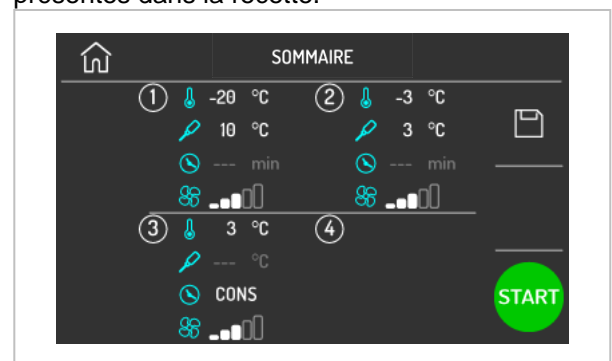 présentes dans la recette.
SOMMAIRE
1 -20 °C 2 -3 °C
10 °C 3 °C
--- min --- min
3 3 °C 4
--- °C
CONS
START